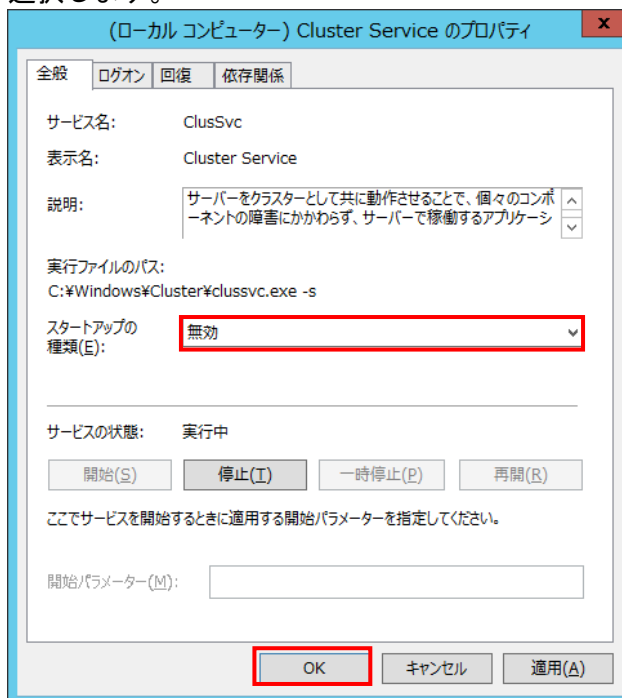 選択します。
(ローカル コンピューター) Cluster Service のプロパティ
x
全般 ログオン 回復 依存関係
サービス名: ClusSvc
表示名: Cluster Service
説明: サーバーをクラスターとして共に動作させることで、個々のコンポ
ーネントの障害にかかわらず、サーバーで稼働するアプリケーシ
実行ファイルのパス:
C:¥Windows¥Cluster¥clussvc.exe -s
スタートアップの
種類(E): 無効
サービスの状態: 実行中
開始(S) 停止(T) 一時停止(P) 再開(R)
ここでサービスを開始するときに適用する開始パラメーターを指定してください。
開始パラメーター(M):
OK キャンセル 適用(A)